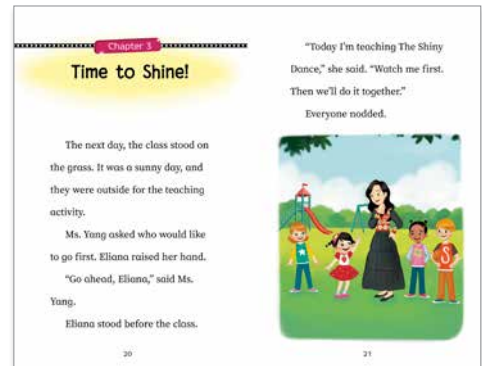 Chapter 3
Time to Shine!
The next day, the class stood on
the grass. It was a sunny day, and
they were outside for the teaching
activity.
Ms. Yang asked who would like
to go first. Eliana raised her hand.
“Go ahead, Eliana,” said Ms.
Yang.
Eliana stood before the class.
20
“Today I’m teaching The Shiny
Dance,” she said. “Watch me first.
Then we’ll do it together.”
Everyone nodded.
S
21